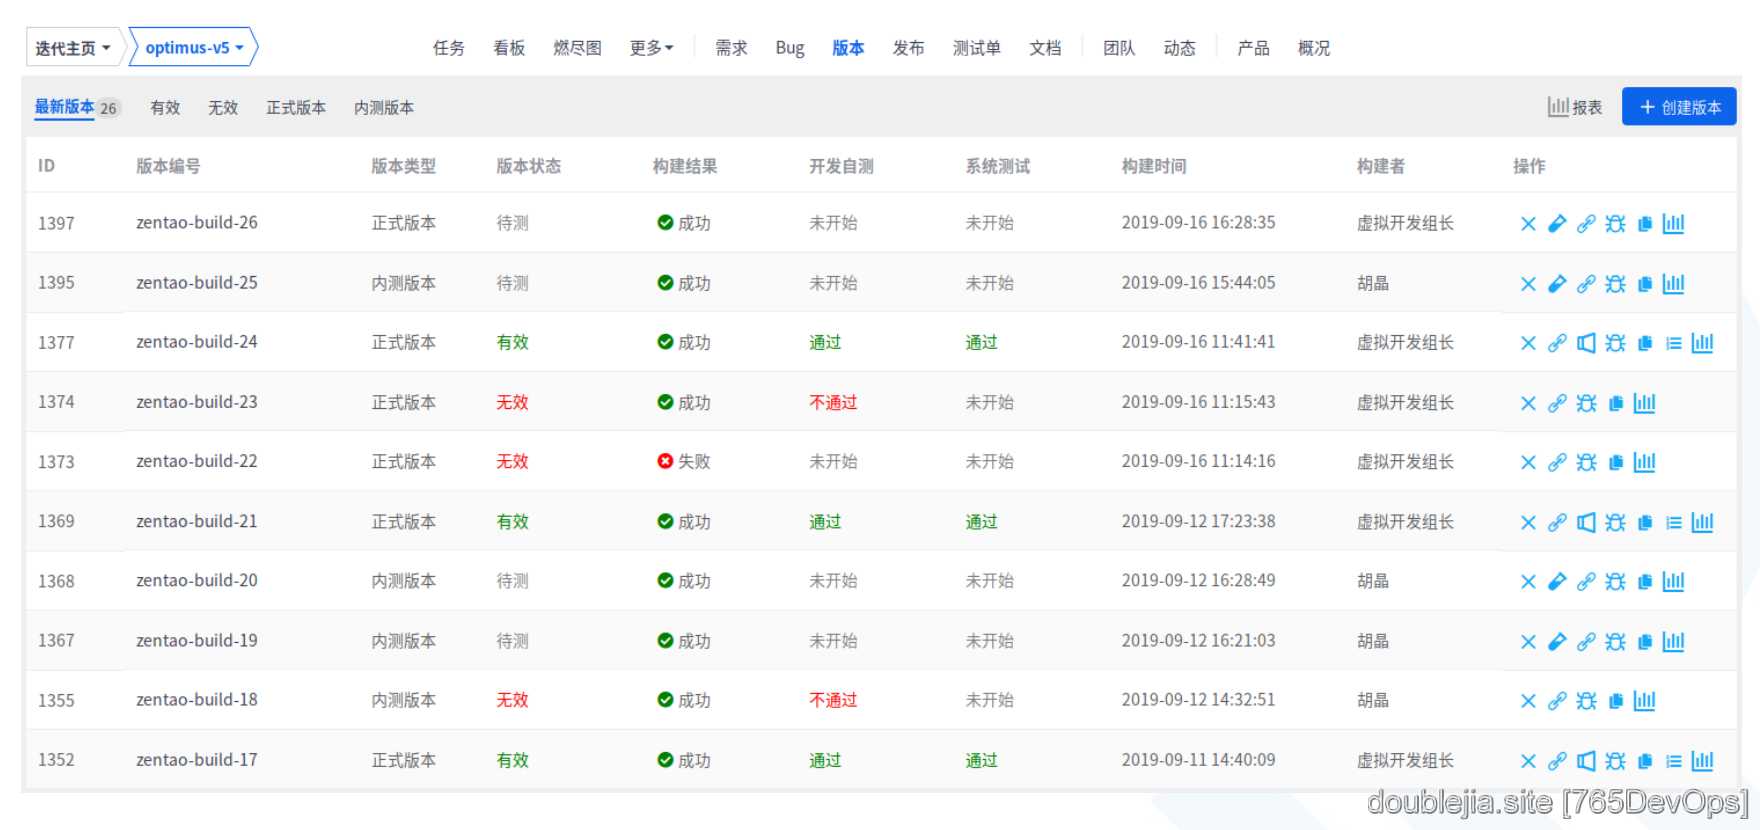 迭代主页 optimus-v5 任务 看板 燃尽图 更多 需求 Bug 版本 发布 测试单 文档 团队 动态 产品 概况
最新版本 26 有效 无效 正式版本 内测版本 报表 + 创建版本
ID 版本编号 版本类型 版本状态 构建结果 开发自测 系统测试 构建时间 构建者 操作
1397 zentao-build-26 正式版本 待测 成功 未开始 未开始 2019-09-16 16:28:35 虚拟开发组长
1395 zentao-build-25 内测版本 待测 成功 未开始 未开始 2019-09-16 15:44:05 胡晶
1377 zentao-build-24 正式版本 有效 成功 通过 通过 2019-09-16 11:41:41 虚拟开发组长
1374 zentao-build-23 正式版本 无效 成功 不通过 未开始 2019-09-16 11:15:43 虚拟开发组长
1373 zentao-build-22 正式版本 无效 失败 未开始 未开始 2019-09-16 11:14:16 虚拟开发组长
1369 zentao-build-21 正式版本 有效 成功 通过 通过 2019-09-12 17:23:38 虚拟开发组长
1368 zentao-build-20 内测版本 待测 成功 未开始 未开始 2019-09-12 16:28:49 胡晶
1367 zentao-build-19 内测版本 待测 成功 未开始 未开始 2019-09-12 16:21:03 胡晶
1355 zentao-build-18 内测版本 无效 成功 不通过 未开始 2019-09-12 14:32:51 胡晶
1352 zentao-build-17 正式版本 有效 成功 通过 通过 2019-09-11 14:40:09 虚拟开发组长
doublejia.site [765DevOps]